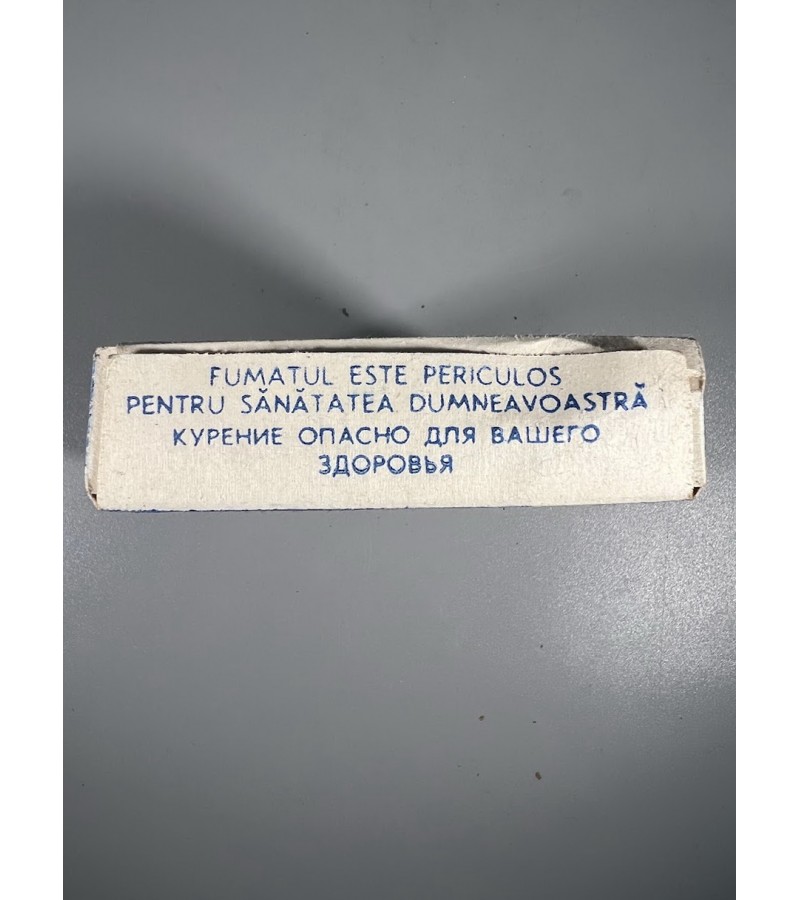 FUMATUL ESTE PERICULOS
PENTRU SĂNĂTATEA DUMNEAVOASTRĂ
КУРЕНИЕ ОПАСНО ДЛЯ ВАШЕГО
ЗДОРОВЬЯ